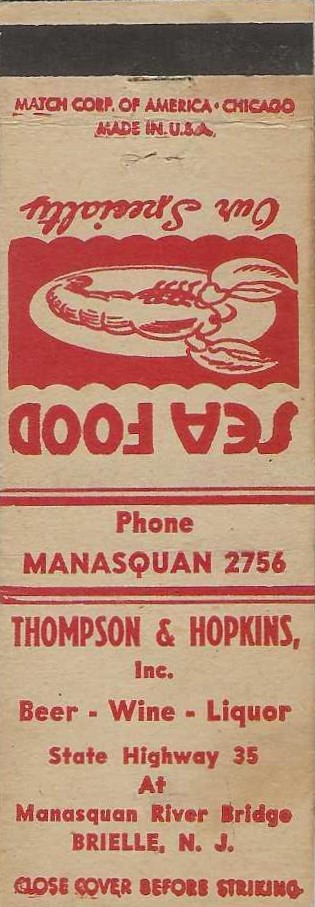 MATCH CORP. OF AMERICA • CHICAGO
MADE IN. U.S.A.
Our Specialty
SEA FOOD
Phone
MANASQUAN 2756
THOMPSON & HOPKINS,
Inc.
Beer - Wine - Liquor
State Highway 35
At
Manasquan River Bridge
BRIELLE, N. J.
CLOSE COVER BEFORE STRIKING